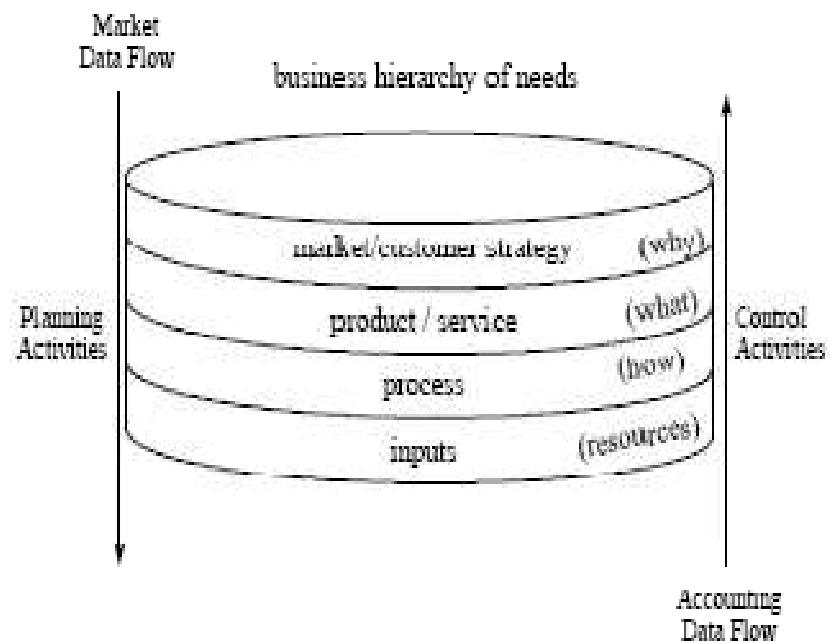 Market
Data Flow
business hierarchy of needs
market/customer strategy (why)
product / service (what)
process (how)
inputs (resources)
Planning
Activities
Control
Activities
Accounting
Data Flow